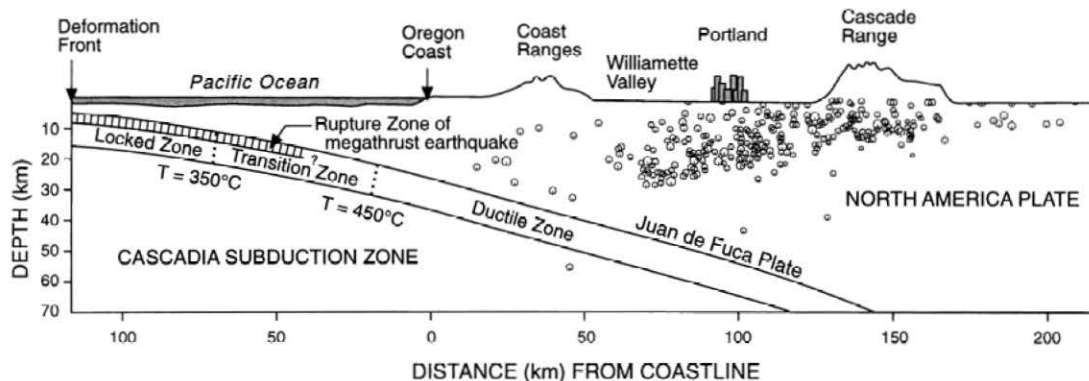 Deformation
Front
Oregon
Coast
Coast
Ranges
Portland
Cascade
Range
Williamette
Valley
Pacific Ocean
Rupture Zone of
megathrust earthquake
Locked Zone
Transition Zone
?
T = 350°C
T = 450°C
Ductile Zone
Juan de Fuca Plate
NORTH AMERICA PLATE
CASCADIA SUBDUCTION ZONE
DEPTH (km)
10
20
30
40
50
60
70
100
50
0
50
100
150
200
DISTANCE (km) FROM COASTLINE